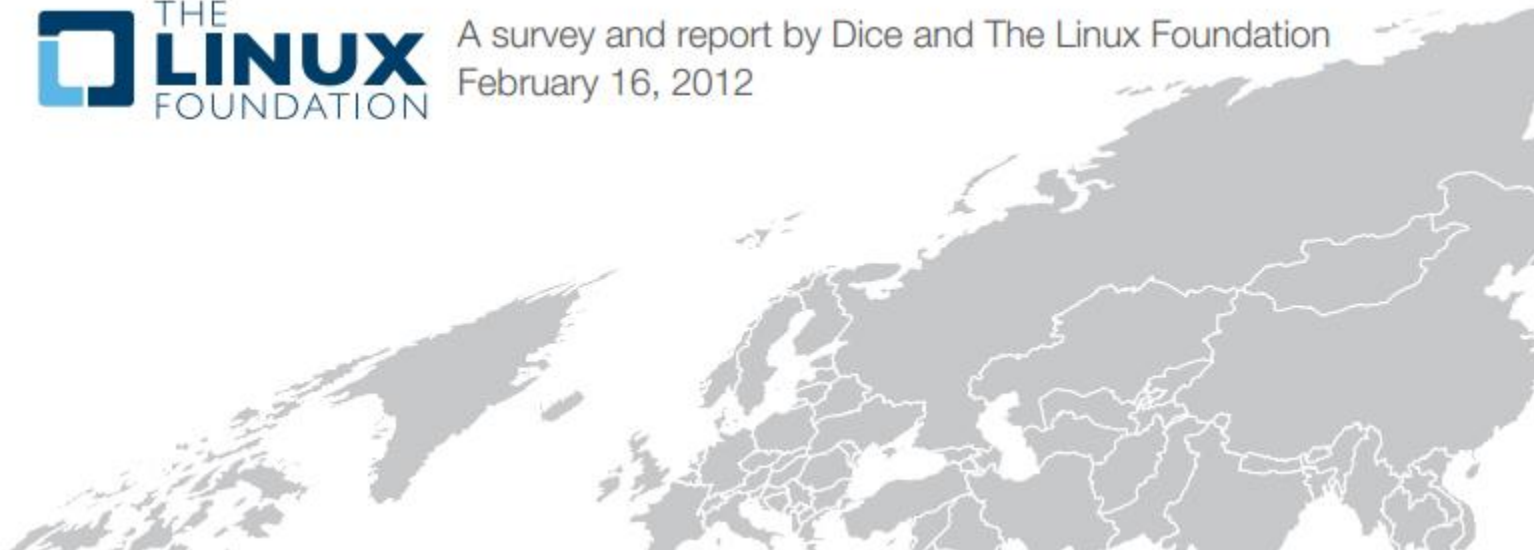 THE
LINUX
FOUNDATION
A survey and report by Dice and The Linux Foundation
February 16, 2012